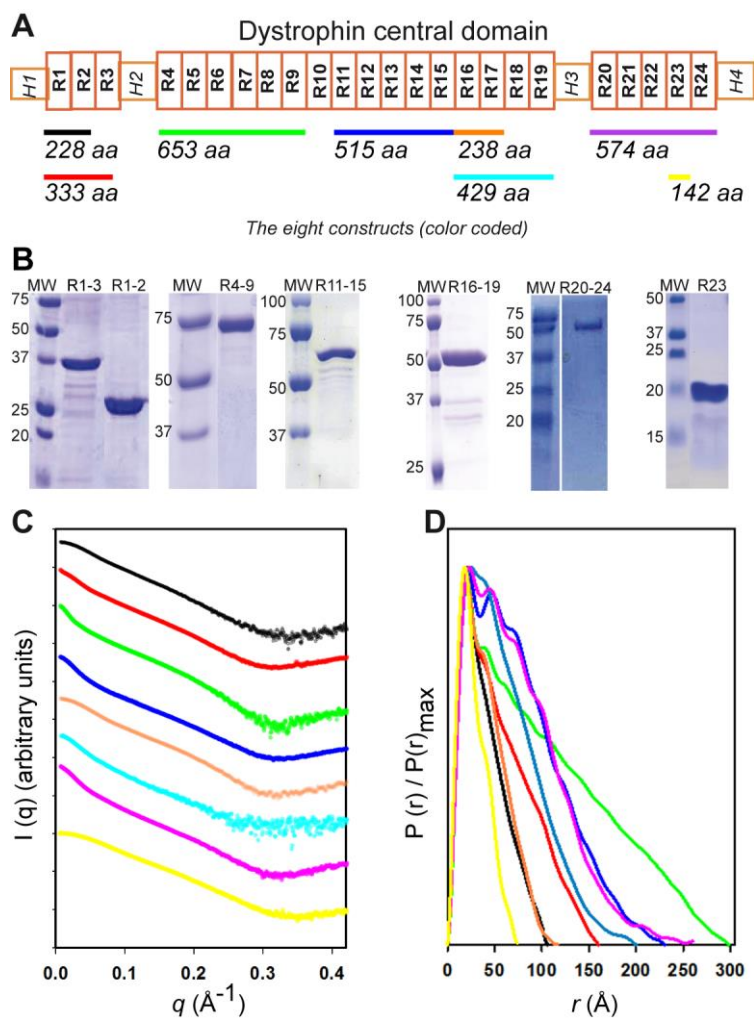 A
Dystrophin central domain
H1 R1 R2 R3 H2 R4 R5 R6 R7 R8 R9 R10 R11 R12 R13 R14 R15 R16 R17 R18 R19 H3 R20 R21 R22 R23 R24 H4
228 aa 653 aa 515 aa 238 aa 574 aa
333 aa 429 aa 142 aa
The eight constructs (color coded)
B
MW R1-3 R1-2
75
50
37
25
20
MW R4-9
75
50
37
MW R11-15
100
75
50
37
MW R16-19
100
75
50
37
25
MW R20-24
75
50
37
25
20
MW R23
50
37
25
20
15
C
I (q) (arbitrary units)
0.0 0.1 0.2 0.3 0.4
q (Å-1)
D
P (r) / P(r)max
0 50 100 150 200 250 300
r (Å)